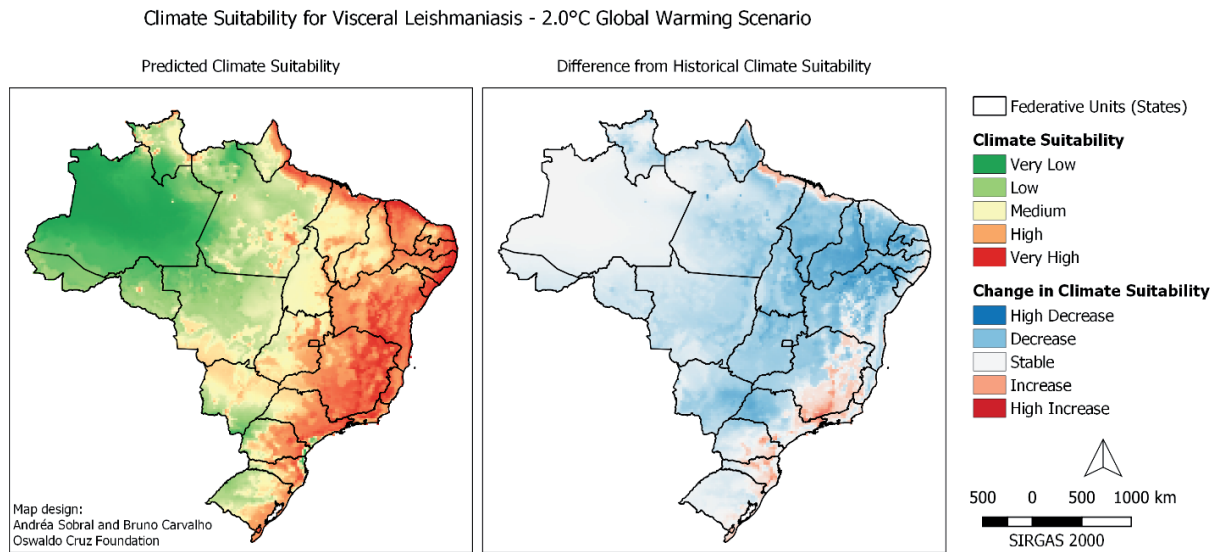 Climate Suitability for Visceral Leishmaniasis - 2.0°C Global Warming Scenario
Predicted Climate Suitability
Difference from Historical Climate Suitability
Map design:
Andréa Sobral and Bruno Carvalho
Oswaldo Cruz Foundation
Federative Units (States)
Climate Suitability
Very Low
Low
Medium
High
Very High
Change in Climate Suitability
High Decrease
Decrease
Stable
Increase
High Increase
500 0 500 1000 km
SIRGAS 2000